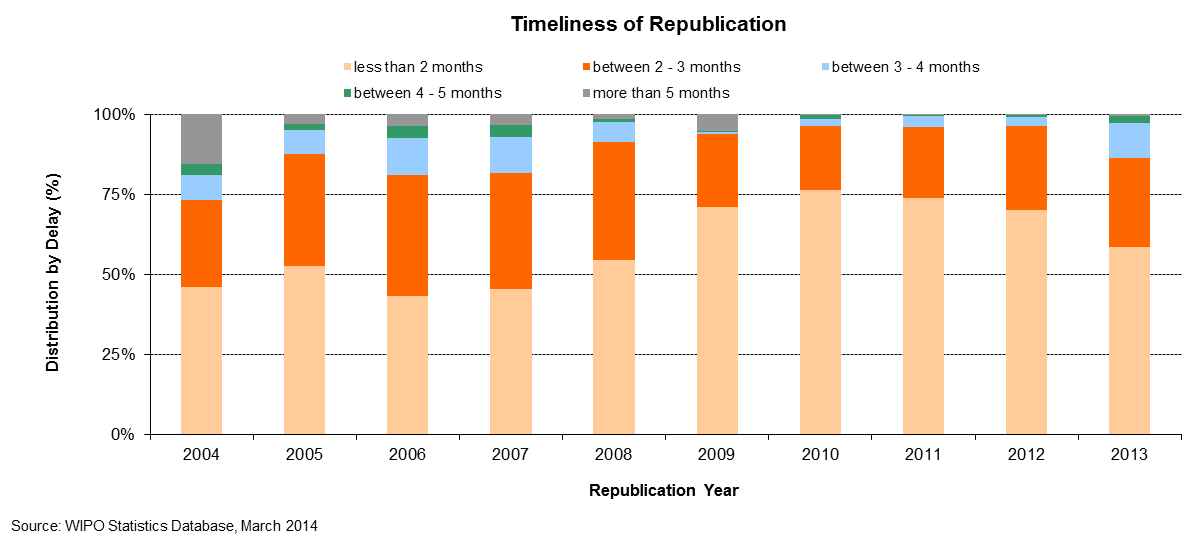 Timeliness of Republication
less than 2 months between 2 - 3 months between 3 - 4 months
between 4 - 5 months more than 5 months
100%
75%
50%
25%
0%
Distribution by Delay (%)
2004 2005 2006 2007 2008 2009 2010 2011 2012 2013
Republication Year
Source: WIPO Statistics Database, March 2014